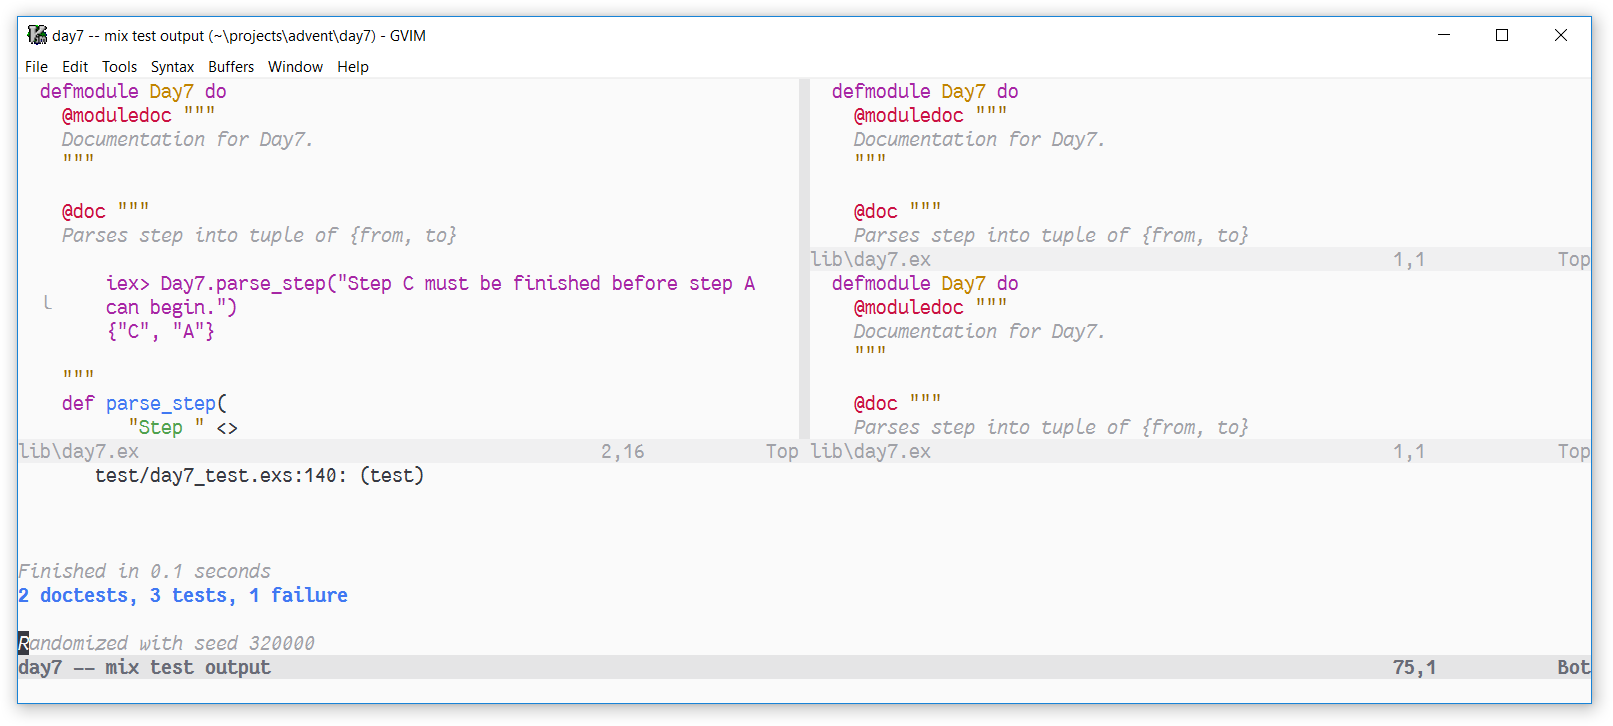 day7 -- mix test output (~\projects\advent\day7) - GVIM
File Edit Tools Syntax Buffers Window Help
defmodule Day7 do
@moduledoc """
Documentation for Day7.
"""
@doc """
Parses step into tuple of {from, to}
iex> Day7.parse_step("Step C must be finished before step A
can begin.")
{"C", "A"}
"""
def parse_step(
"Step " <>
lib\day7.ex 2,16 Top
defmodule Day7 do
@moduledoc """
Documentation for Day7.
"""
@doc """
Parses step into tuple of {from, to}
lib\day7.ex 1,1 Top
defmodule Day7 do
@moduledoc """
Documentation for Day7.
"""
@doc """
Parses step into tuple of {from, to}
lib\day7.ex 1,1 Top
test/day7_test.exs:140: (test)
Finished in 0.1 seconds
2 doctests, 3 tests, 1 failure
Randomized with seed 320000
day7 -- mix test output 75,1 Bot